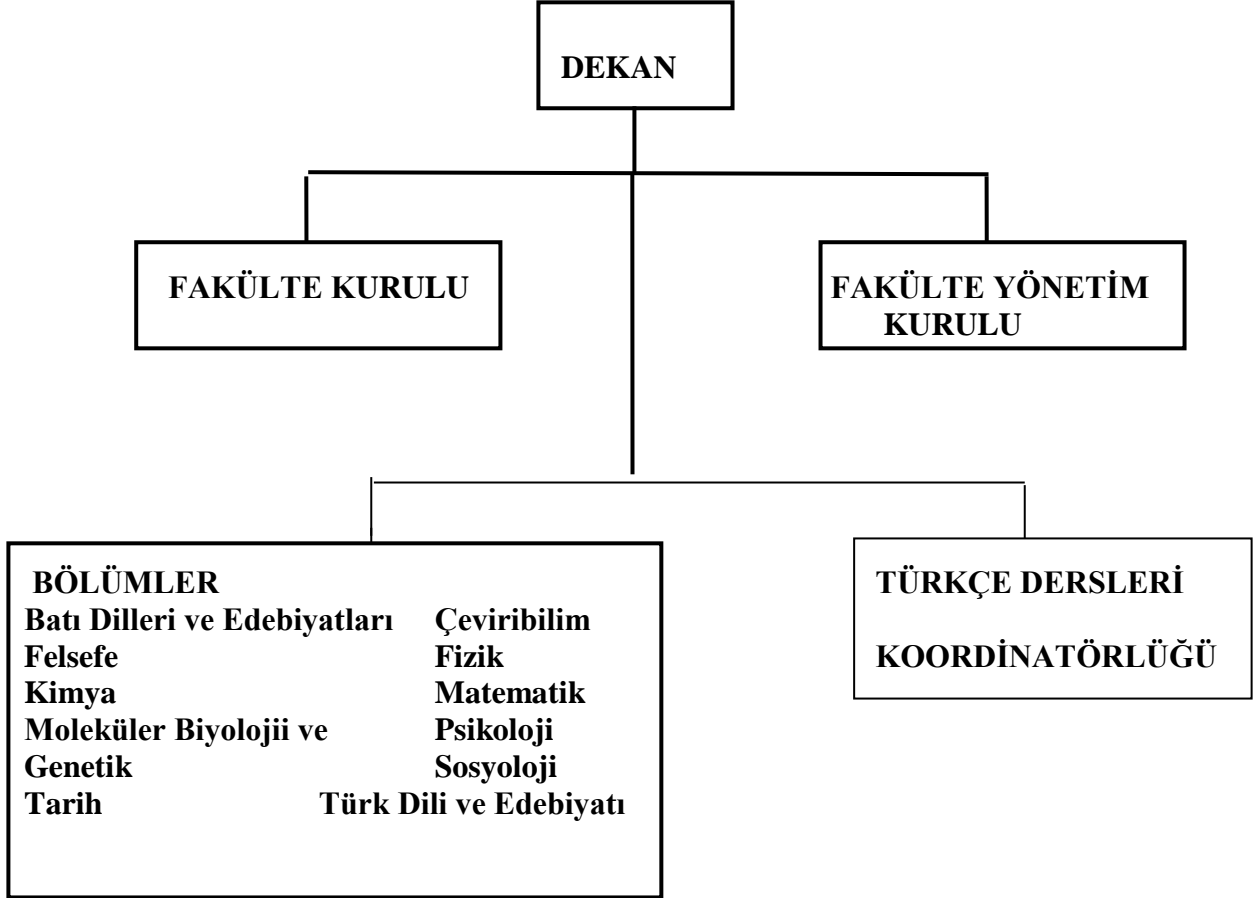 DEKAN
FAKÜLTE KURULU
FAKÜLTE YÖNETİM
KURULU
BÖLÜMLER
Batı Dilleri ve Edebiyatları Çeviribilim
Felsefe Fizik
Kimya Matematik
Moleküler Biyolojii ve Psikoloji
Genetik Sosyoloji
Tarih Türk Dili ve Edebiyatı
TÜRKÇE DERSLERİ
KOORDİNATÖRLÜĞÜ